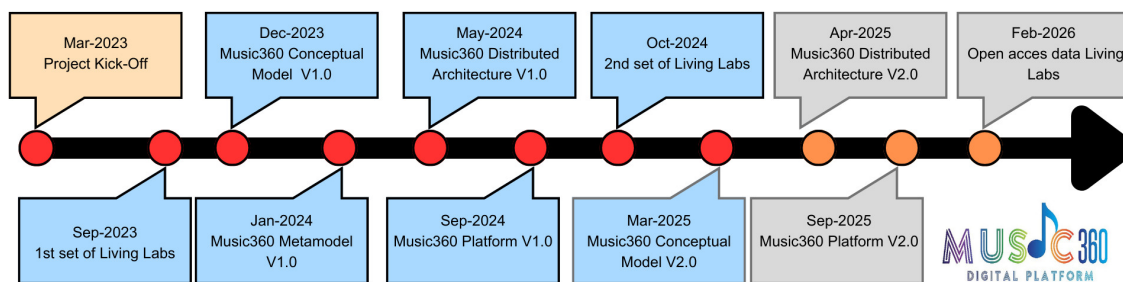 Mar-2023
Project Kick-Off
Dec-2023
Music360 Conceptual
Model V1.0
May-2024
Music360 Distributed
Architecture V1.0
Oct-2024
2nd set of Living Labs
Apr-2025
Music360 Distributed
Architecture V2.0
Feb-2026
Open acces data Living
Labs
Sep-2023
1st set of Living Labs
Jan-2024
Music360 Metamodel
V1.0
Sep-2024
Music360 Platform V1.0
Mar-2025
Music360 Conceptual
Model V2.0
Sep-2025
Music360 Platform V2.0
MUSIC360
DIGITAL PLATFORM